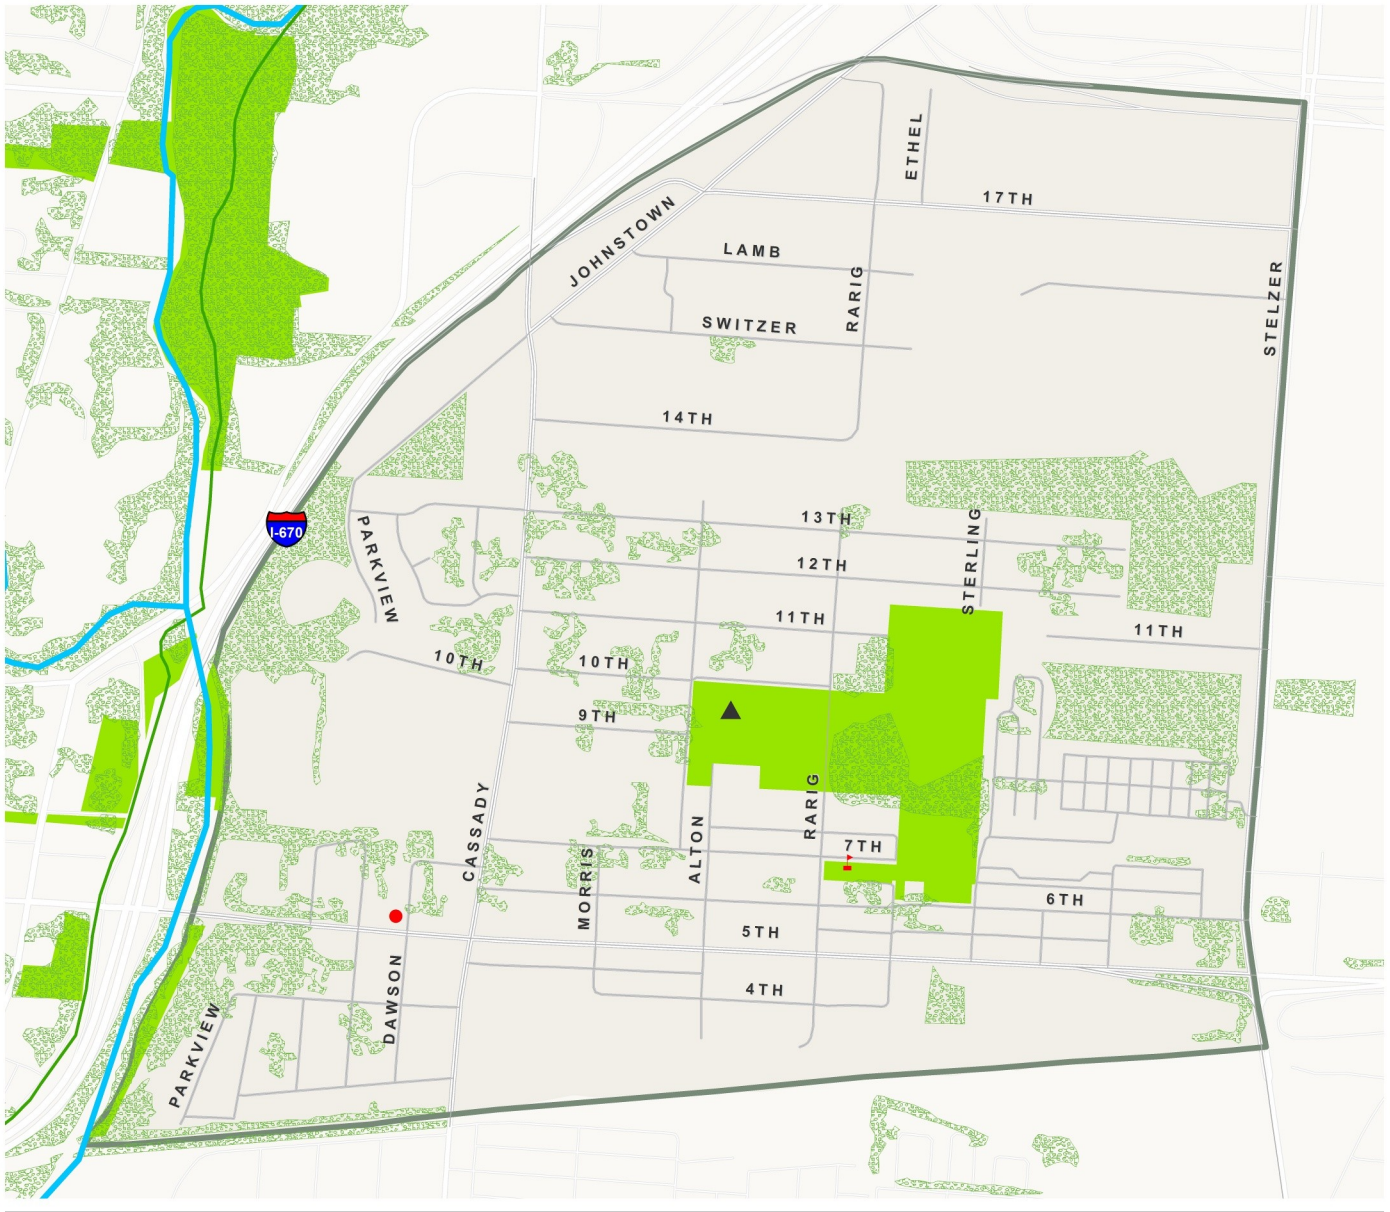 ETHEL
17TH
JOHNSTOWN
LAMB
RARIG
STELZER
SWITZER
14TH
I-670
PARKVIEW
13TH
STERLING
12TH
11TH
11TH
10TH
10TH
9TH
CASSADY
RARIG
ALTON
7TH
MORRIS
6TH
5TH
DAWSON
4TH
PARKVIEW